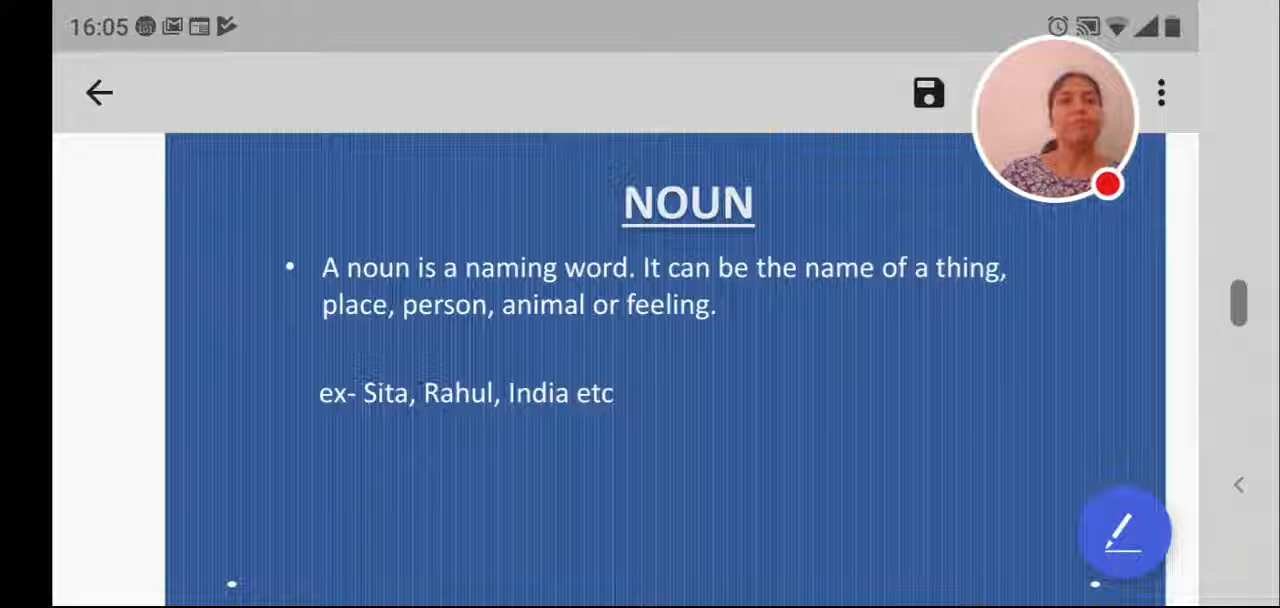 16:05
NOUN
• A noun is a naming word. It can be the name of a thing,
place, person, animal or feeling.
ex- Sita, Rahul, India etc